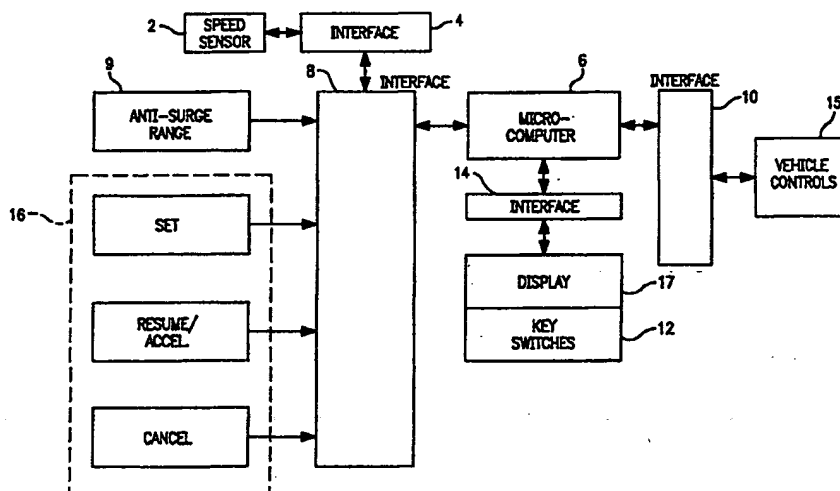 2
SPEED
SENSOR
INTERFACE
4
9
8
INTERFACE
6
INTERFACE
10
15
ANTI-SURGE
RANGE
MICRO-
COMPUTER
VEHICLE
CONTROLS
14
INTERFACE
16
SET
DISPLAY
17
RESUME/
ACCEL.
KEY
SWITCHES
12
CANCEL